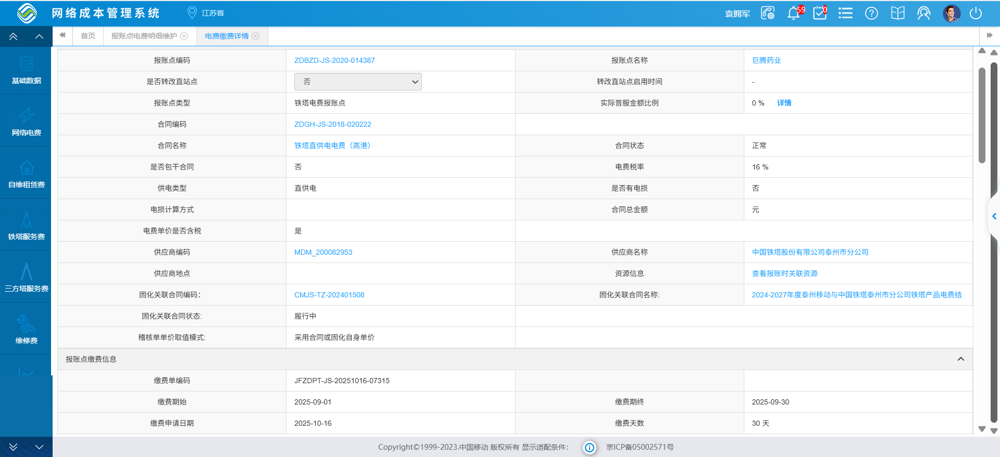 网络成本管理系统
江苏省
袁拥军
59
0
首页
报账点电费明细维护
电费缴费详情
基础数据
网络电费
自维租赁费
铁塔服务费
三方塔服务费
维修费
报账点编码 ZDBZD-JS-2020-014387 报账点名称 巨腾药业
是否转改直站点 否 转改直站点启用时间 -
报账点类型 铁塔电费报账点 实际普服金额比例 0 % 详情
合同编码 ZDGH-JS-2018-020222
合同名称 铁塔直供电电费（高港） 合同状态 正常
是否包干合同 否 电费税率 16 %
供电类型 直供电 是否有电损 否
电损计算方式 合同总金额 元
电费单价是否含税 是
供应商编码 MDM_200082953 供应商名称 中国铁塔股份有限公司泰州市分公司
供应商地点 资源信息 查看报账时关联资源
固化关联合同编码： CMJS-TZ-202401508 固化关联合同名称: 2024-2027年度泰州移动与中国铁塔泰州市分公司铁塔产品电费结
固化关联合同状态: 履行中
稽核单单价取值模式: 采用合同或固化自身单价
报账点缴费信息
缴费单编码 JFZDPT-JS-20251016-07315
缴费期始 2025-09-01 缴费期终 2025-09-30
缴费申请日期 2025-10-16 缴费天数 30 天
Copyright©1999-2023.中国移动 版权所有 显示适配条件： 京ICP备05002571号